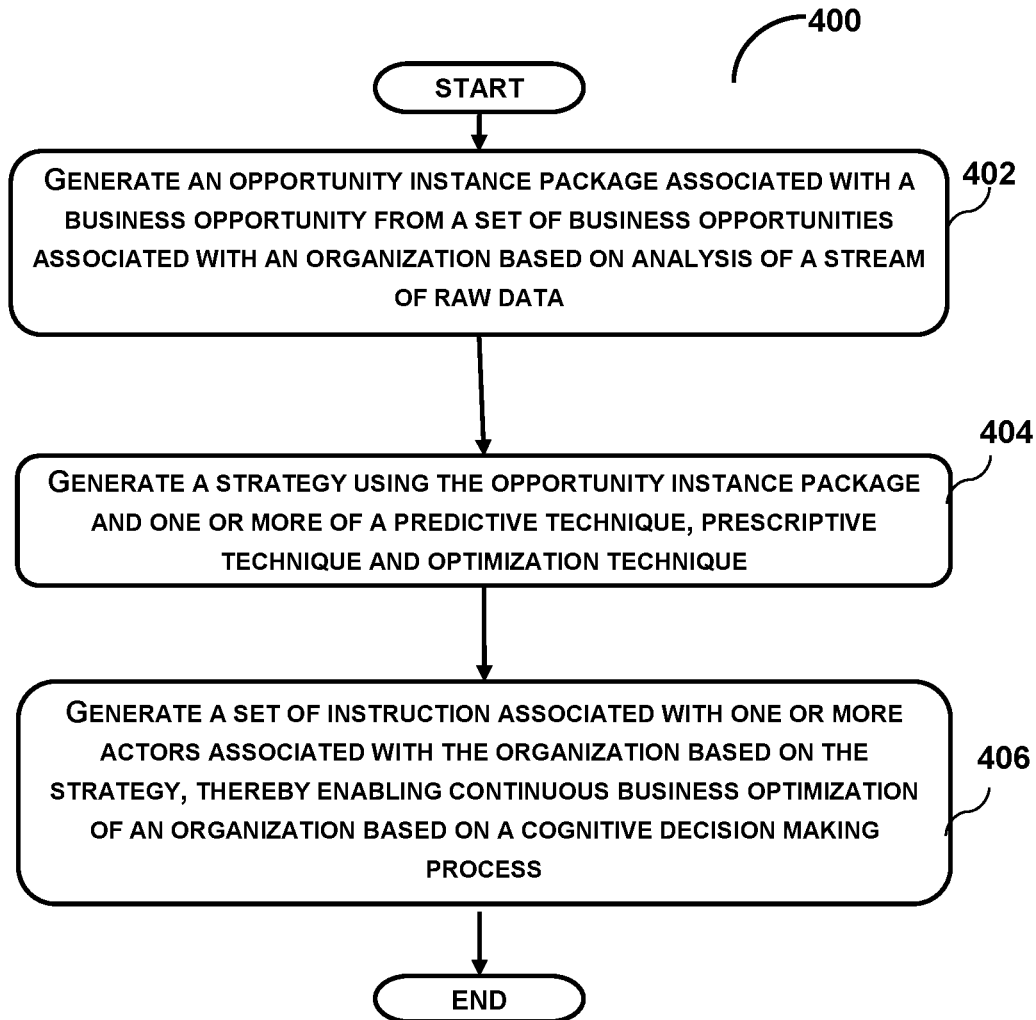 400
START
GENERATE AN OPPORTUNITY INSTANCE PACKAGE ASSOCIATED WITH A
BUSINESS OPPORTUNITY FROM A SET OF BUSINESS OPPORTUNITIES
ASSOCIATED WITH AN ORGANIZATION BASED ON ANALYSIS OF A STREAM
OF RAW DATA
402
GENERATE A STRATEGY USING THE OPPORTUNITY INSTANCE PACKAGE
AND ONE OR MORE OF A PREDICTIVE TECHNIQUE, PRESCRIPTIVE
TECHNIQUE AND OPTIMIZATION TECHNIQUE
404
GENERATE A SET OF INSTRUCTION ASSOCIATED WITH ONE OR MORE
ACTORS ASSOCIATED WITH THE ORGANIZATION BASED ON THE
STRATEGY, THEREBY ENABLING CONTINUOUS BUSINESS OPTIMIZATION
OF AN ORGANIZATION BASED ON A COGNITIVE DECISION MAKING
PROCESS
406
END